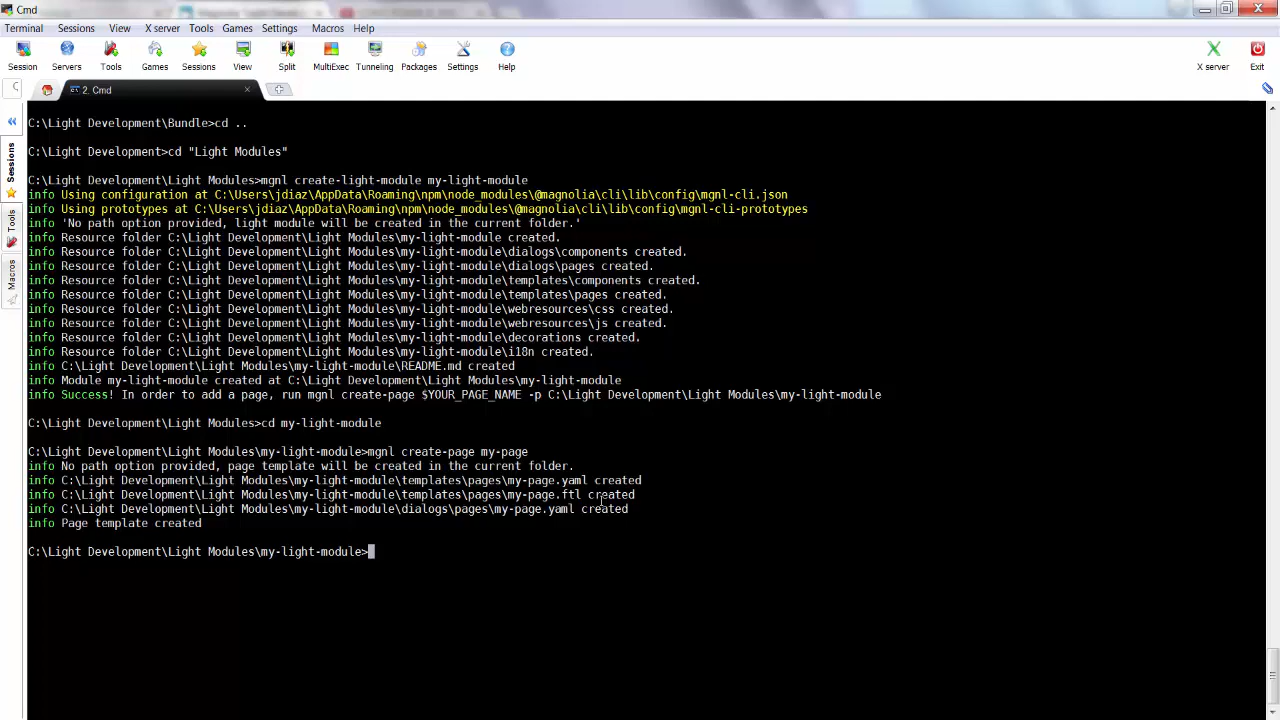 Cmd
Terminal Sessions View X server Tools Games Settings Macros Help
Session Servers Tools Games Sessions View Split MultiExec Tunneling Packages Settings Help X server Exit
2. Cmd
Sessions
Tools
Macros
C:\Light Development\Bundle>cd ..
C:\Light Development>cd "Light Modules"
C:\Light Development\Light Modules>mgnl create-light-module my-light-module
info Using configuration at C:\Users\jdiaz\AppData\Roaming\npm\node_modules\@magnolia\cli\lib\config\mgnl-cli.json
info Using prototypes at C:\Users\jdiaz\AppData\Roaming\npm\node_modules\@magnolia\cli\lib\config\mgnl-cli-prototypes
info 'No path option provided, light module will be created in the current folder.'
info Resource folder C:\Light Development\Light Modules\my-light-module created.
info Resource folder C:\Light Development\Light Modules\my-light-module\dialogs\components created.
info Resource folder C:\Light Development\Light Modules\my-light-module\dialogs\pages created.
info Resource folder C:\Light Development\Light Modules\my-light-module\templates\components created.
info Resource folder C:\Light Development\Light Modules\my-light-module\templates\pages created.
info Resource folder C:\Light Development\Light Modules\my-light-module\webresources\css created.
info Resource folder C:\Light Development\Light Modules\my-light-module\webresources\js created.
info Resource folder C:\Light Development\Light Modules\my-light-module\decorations created.
info Resource folder C:\Light Development\Light Modules\my-light-module\i18n created.
info C:\Light Development\Light Modules\my-light-module\README.md created
info Module my-light-module created at C:\Light Development\Light Modules\my-light-module
info Success! In order to add a page, run mgnl create-page $YOUR_PAGE_NAME -p C:\Light Development\Light Modules\my-light-module
C:\Light Development\Light Modules>cd my-light-module
C:\Light Development\Light Modules\my-light-module>mgnl create-page my-page
info No path option provided, page template will be created in the current folder.
info C:\Light Development\Light Modules\my-light-module\templates\pages\my-page.yaml created
info C:\Light Development\Light Modules\my-light-module\templates\pages\my-page.ftl created
info C:\Light Development\Light Modules\my-light-module\dialogs\pages\my-page.yaml created
info Page template created
C:\Light Development\Light Modules\my-light-module>